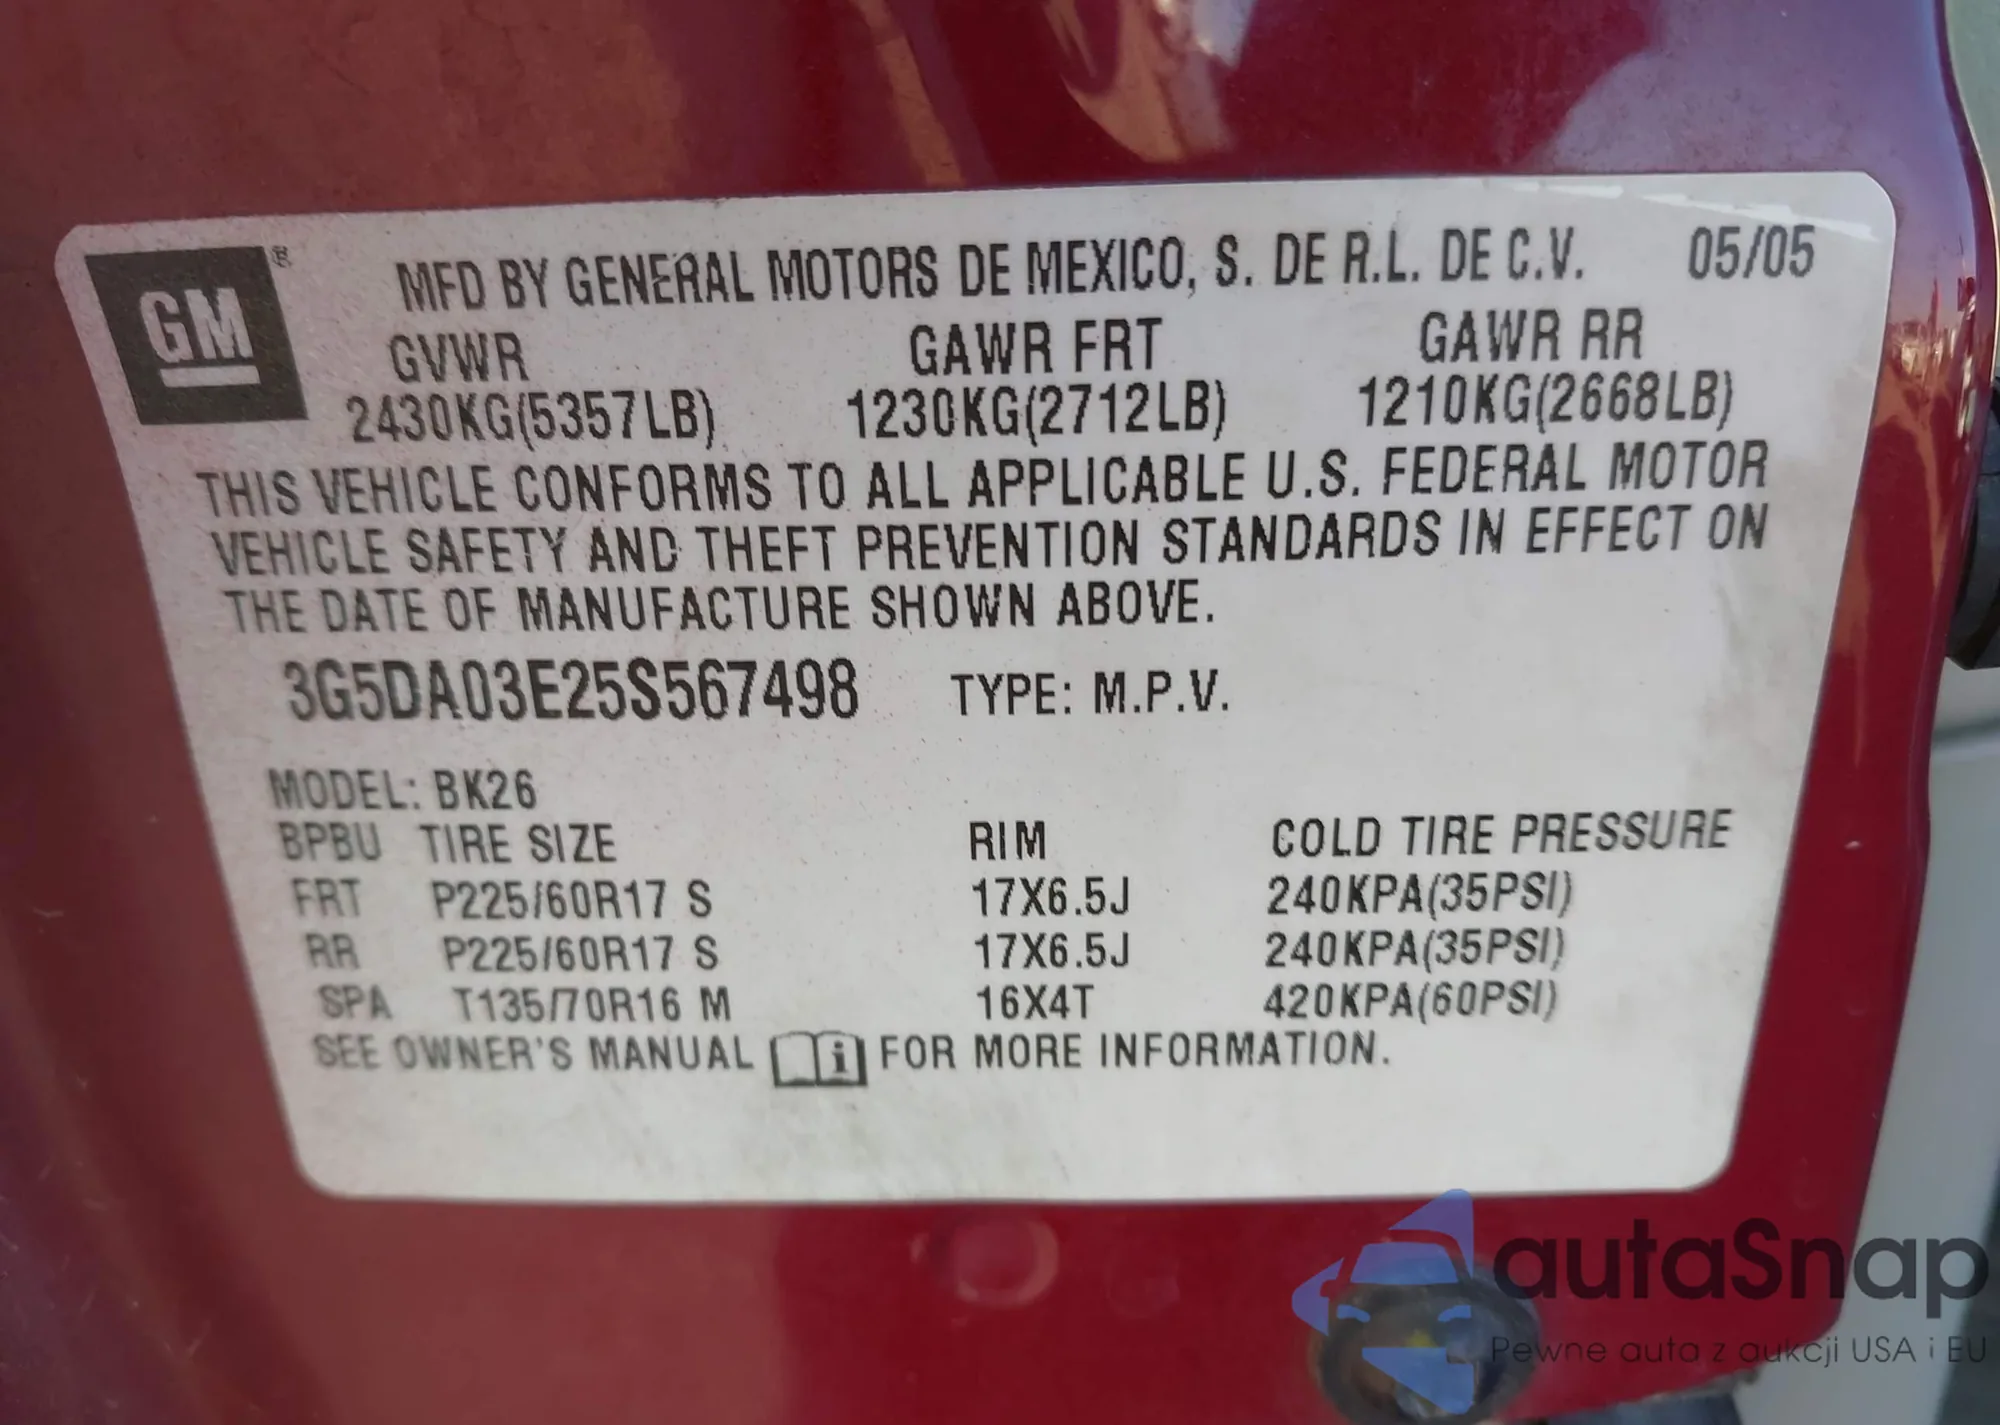 GM ®
MFD BY GENERAL MOTORS DE MEXICO, S. DE R.L. DE C.V. 05/05
GVWR GAWR FRT GAWR RR
2430KG(5357LB) 1230KG(2712LB) 1210KG(2668LB)
THIS VEHICLE CONFORMS TO ALL APPLICABLE U.S. FEDERAL MOTOR
VEHICLE SAFETY AND THEFT PREVENTION STANDARDS IN EFFECT ON
THE DATE OF MANUFACTURE SHOWN ABOVE.
3G5DA03E25S567498 TYPE: M.P.V.
MODEL: BK26
BPBU TIRE SIZE RIM COLD TIRE PRESSURE
FRT P225/60R17 S 17X6.5J 240KPA(35PSI)
RR P225/60R17 S 17X6.5J 240KPA(35PSI)
SPA T135/70R16 M 16X4T 420KPA(60PSI)
SEE OWNER'S MANUAL i FOR MORE INFORMATION.
autaSnap
Pewne auta z aukcji USA i EU